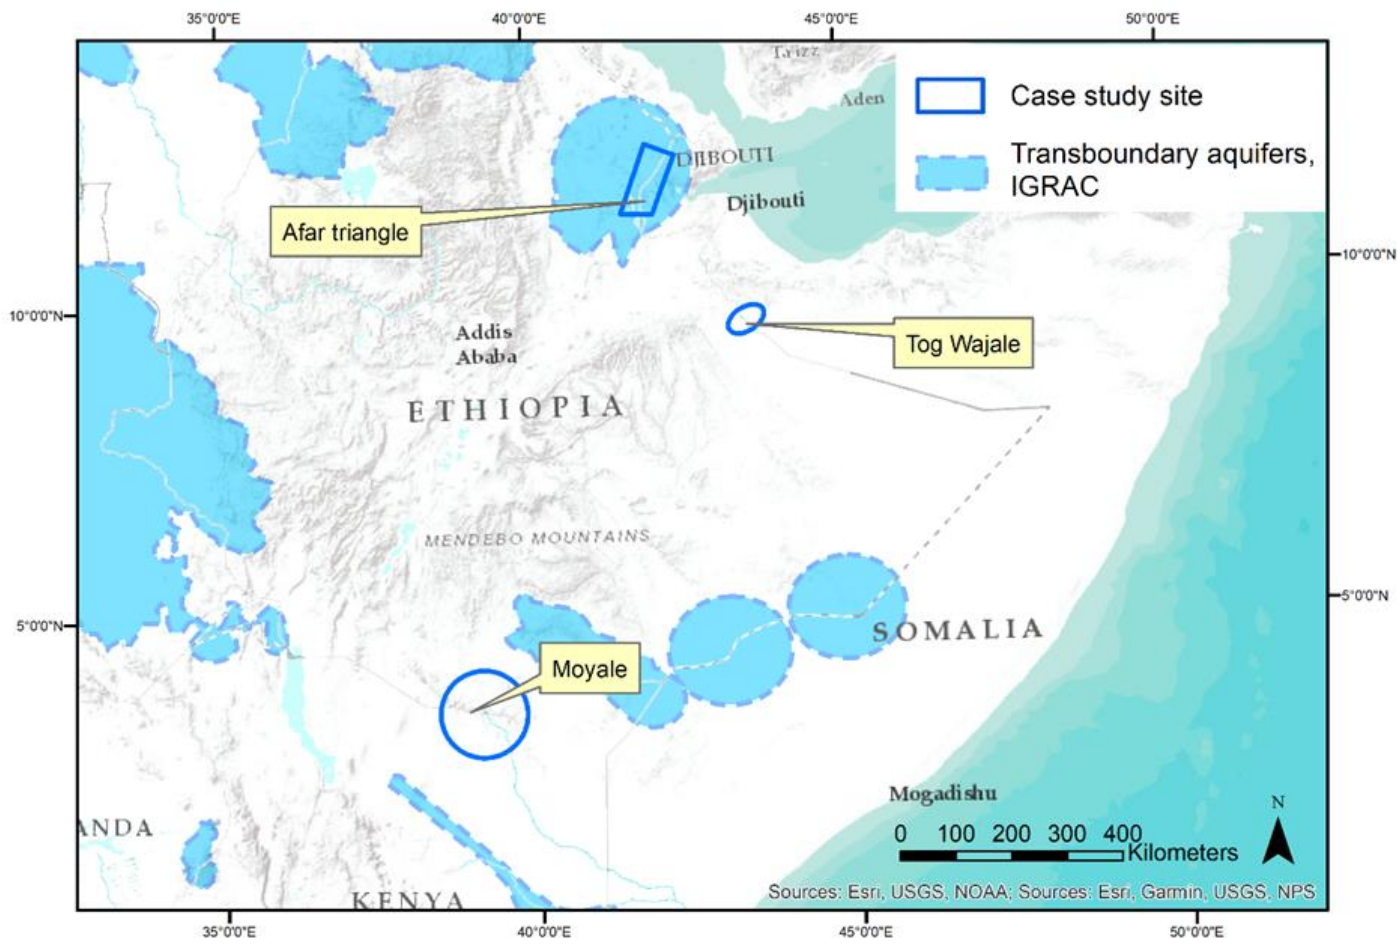 35°0'0"E
40°0'0"E
45°0'0"E
50°0'0"E
Ta'izz
Aden
Case study site
Transboundary aquifers,
IGRAC
DJIBOUTI
Djibouti
Afar triangle
10°0'0"N
10°0'0"N
Tog Wajale
Addis
Ababa
ETHIOPIA
MENDEBO MOUNTAINS
5°0'0"N
5°0'0"N
SOMALIA
Moyale
Mogadishu
N
ANDA
0 100 200 300 400
Kilometers
KENYA
Sources: Esri, USGS, NOAA; Sources: Esri, Garmin, USGS, NPS
35°0'0"E
40°0'0"E
45°0'0"E
50°0'0"E